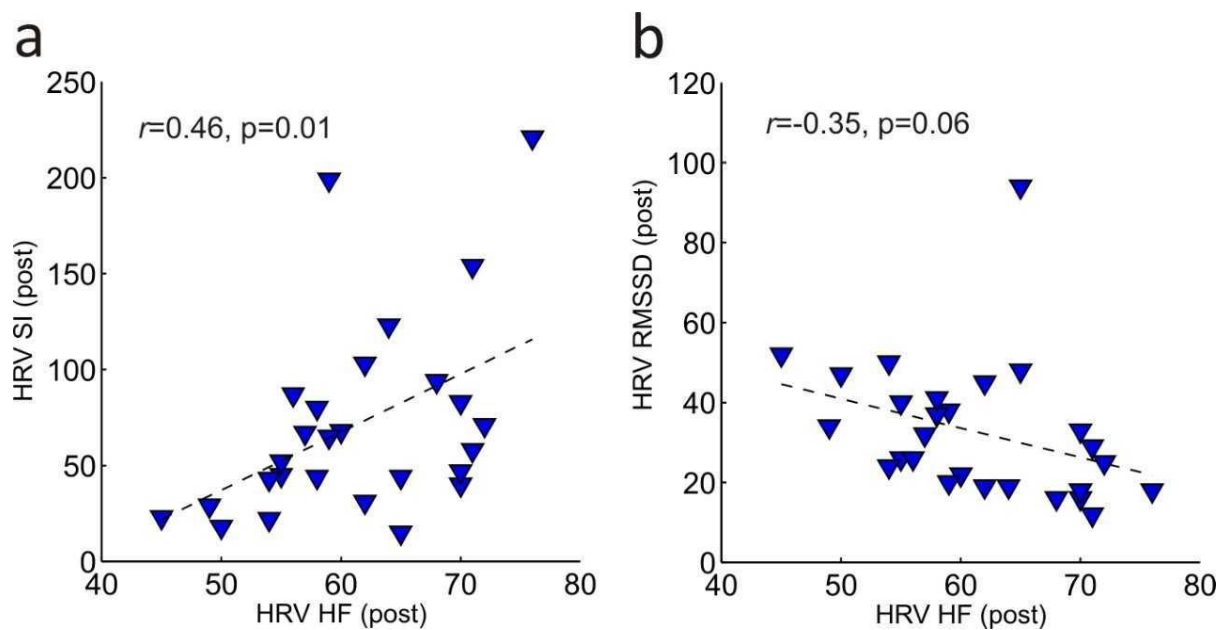 a
250
200
150
100
50
0
r=0.46, p=0.01
HRV SI (post)
40 50 60 70 80
HRV HF (post)
b
120
100
80
60
40
20
0
r=-0.35, p=0.06
HRV RMSSD (post)
40 50 60 70 80
HRV HF (post)